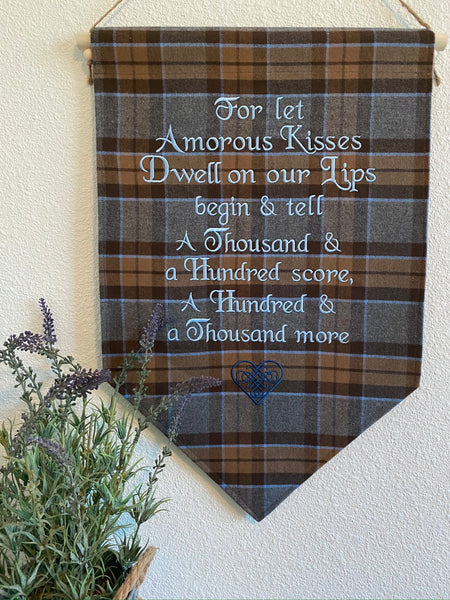 For let
Amorous Kisses
Dwell on our Lips
begin & tell
A Thousand &
a Hundred score,
A Hundred &
a Thousand more